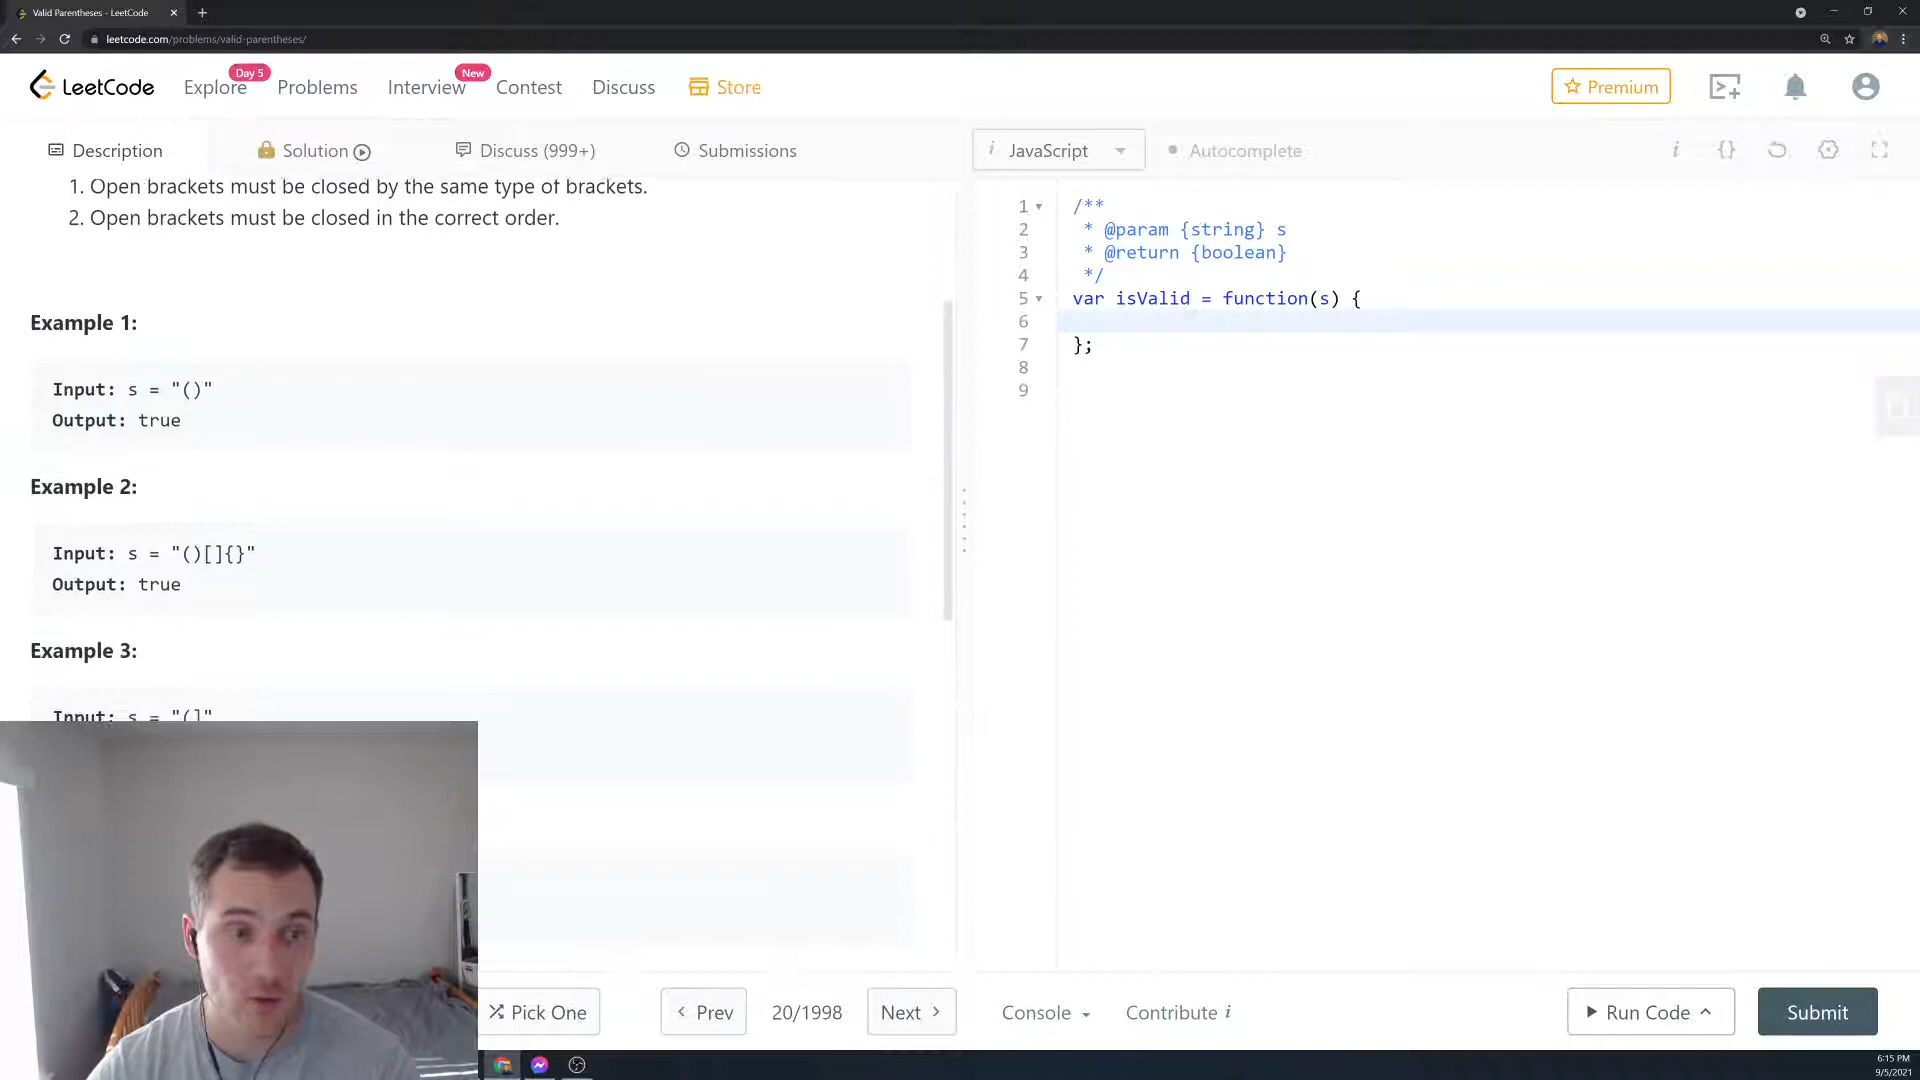 Valid Parentheses - LeetCode
leetcode.com/problems/valid-parentheses/
LeetCode
Explore
Day 5
Problems
Interview
New
Contest
Discuss
Store
Premium
Description
Solution
Discuss (999+)
Submissions
i JavaScript
Autocomplete
i {}
1. Open brackets must be closed by the same type of brackets.
2. Open brackets must be closed in the correct order.
Example 1:
Input: s = "()"
Output: true
Example 2:
Input: s = "()[]{}"
Output: true
Example 3:
Input: s = "(]"
1 /**
2 * @param {string} s
3 * @return {boolean}
4 */
5 var isValid = function(s) {
6
7 };
8
9
Pick One
Prev
20/1998
Next
Console
Contribute i
Run Code
Submit
6:15 PM
9/5/2021